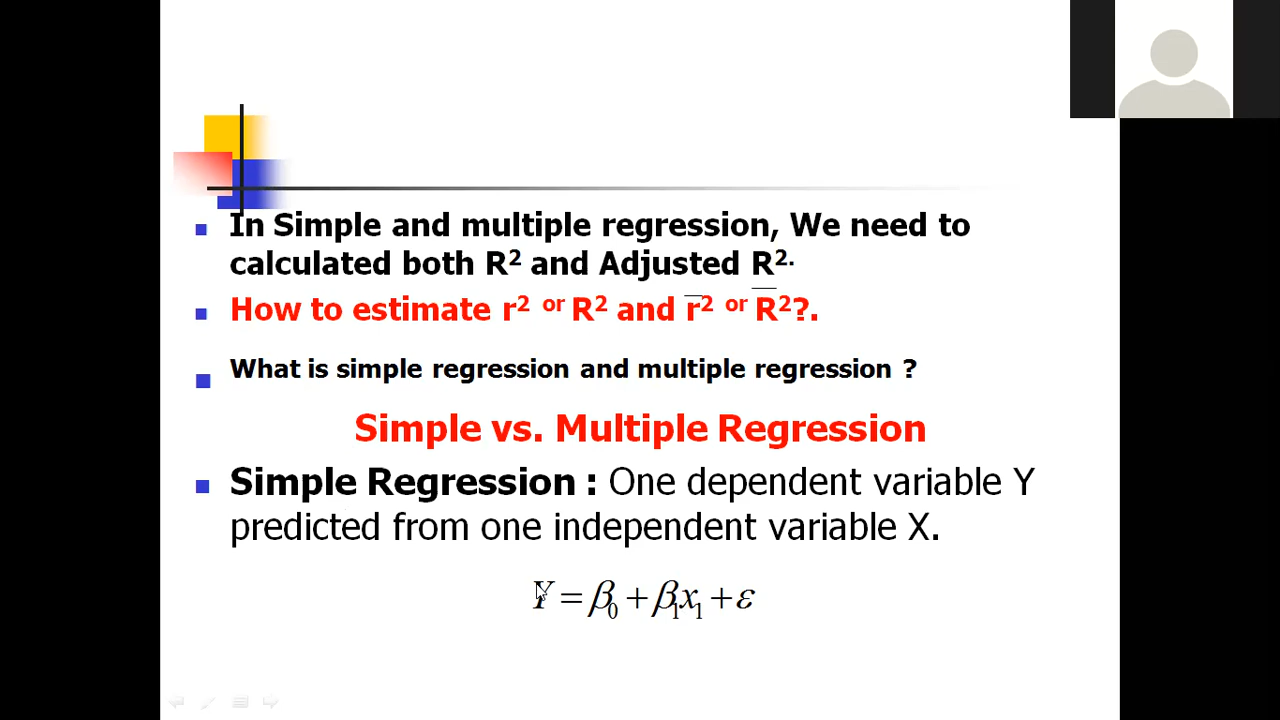 In Simple and multiple regression, We need to
calculated both R² and Adjusted R².
How to estimate r² or R² and r̅² or R̅²?.
What is simple regression and multiple regression ?
Simple vs. Multiple Regression
Simple Regression : One dependent variable Y
predicted from one independent variable X.
Y = β₀ + β₁x₁ + ε